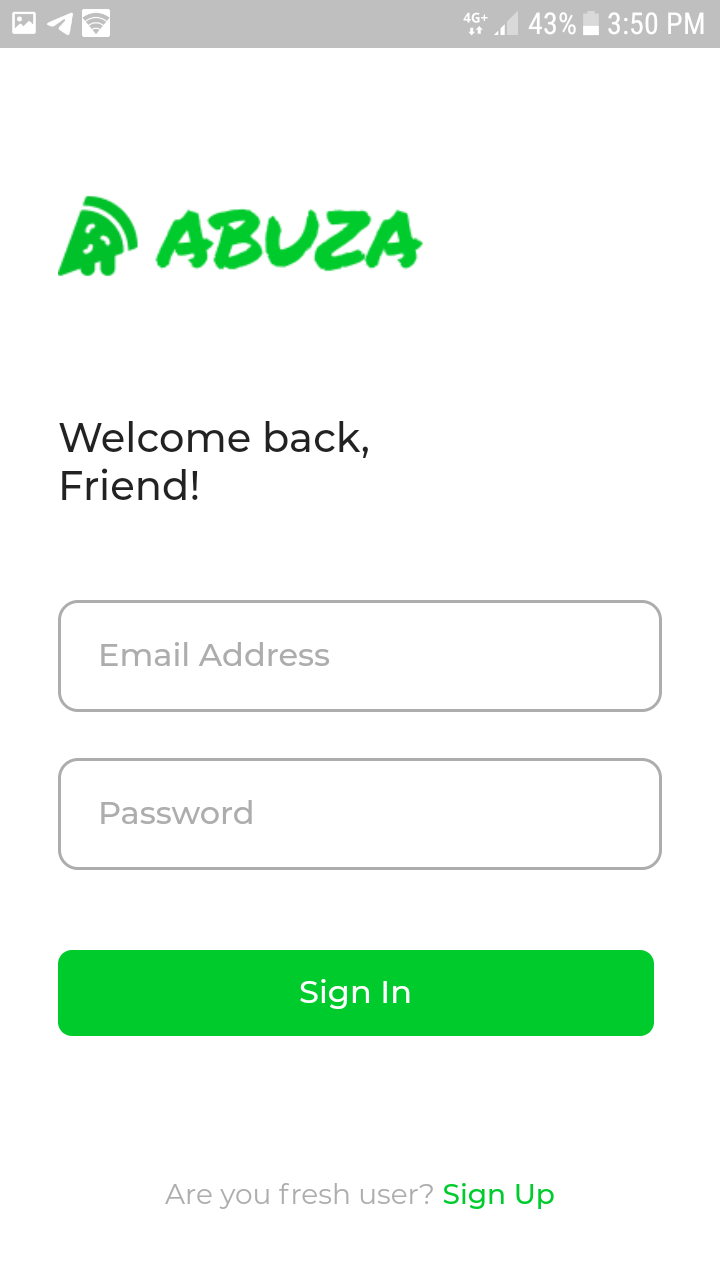 4G+ 43% 3:50 PM
ABUZA
Welcome back,
Friend!
Email Address
Password
Sign In
Are you fresh user? Sign Up